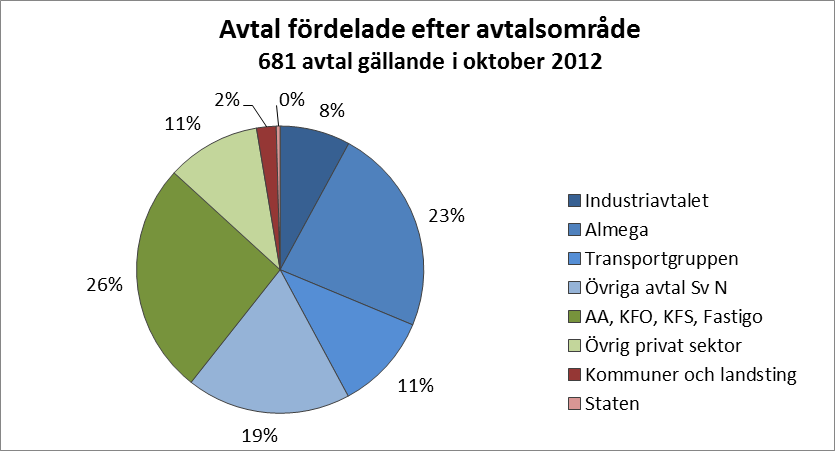 Avtal fördelade efter avtalsområde
681 avtal gällande i oktober 2012
2%
0%
8%
11%
23%
26%
11%
19%
Industriavtalet
Almega
Transportgruppen
Övriga avtal Sv N
AA, KFO, KFS, Fastigo
Övrig privat sektor
Kommuner och landsting
Staten